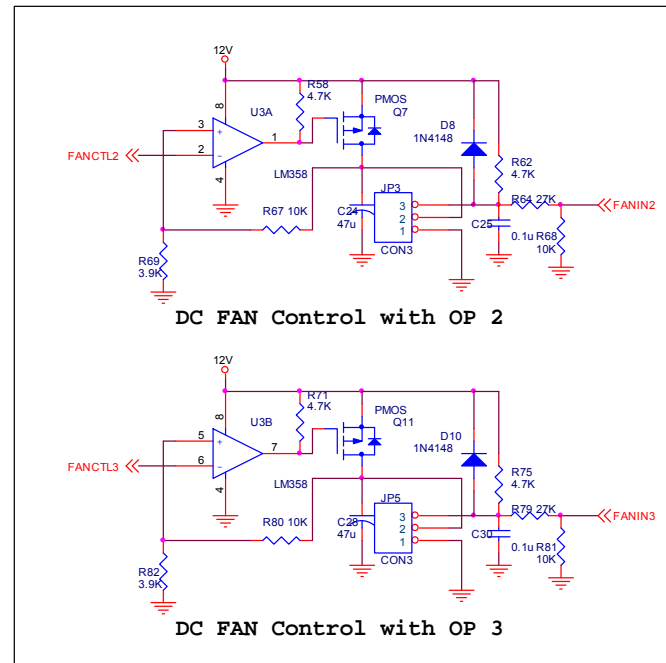 12V
R58
4.7K
PMOS
Q7
U3A
8
3
+
1
2
-
4
FANCTL2
LM358
D8
1N4148
R62
4.7K
JP3
R64 27K
FANIN2
3
2
1
C24
47u
R67 10K
C25
0.1u
R68
10K
CON3
R69
3.9K
DC FAN Control with OP 2
12V
R71
4.7K
PMOS
Q11
U3B
8
5
+
7
6
-
4
FANCTL3
LM358
D10
1N4148
R75
4.7K
JP5
R79 27K
FANIN3
3
2
1
C28
47u
R80 10K
C30
0.1u
R81
10K
CON3
R82
3.9K
DC FAN Control with OP 3